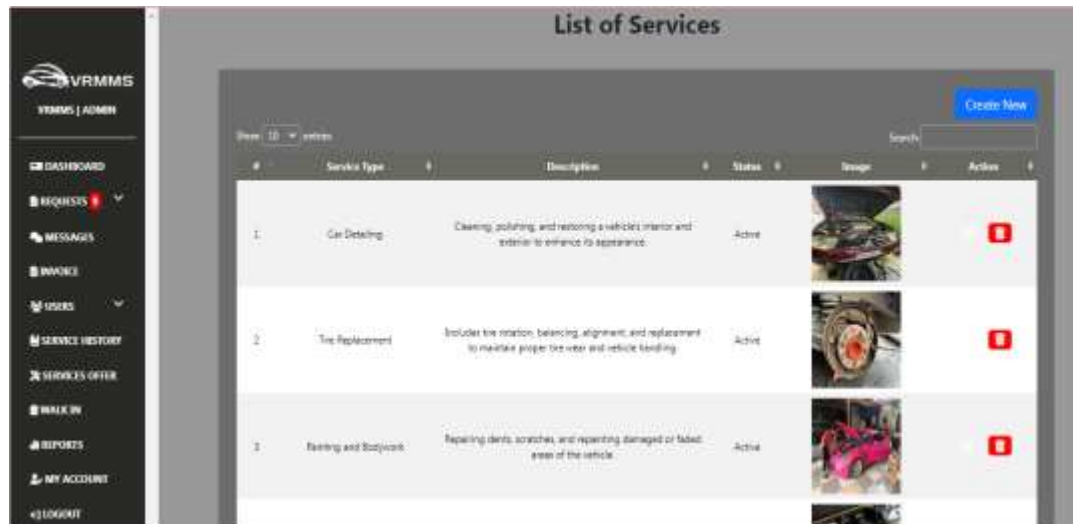 List of Services
VRMMS
VRMMS | ADMIN
Create New
Show 10 entries
Search:
# Service Type Description Status Image Action
DASHBOARD
REQUESTS
MESSAGES
INVOICE
USERS
SERVICE HISTORY
SERVICES OFFER
WALK IN
REPORTS
MY ACCOUNT
LOGOUT
1 Car Detailing Cleaning, polishing, and restoring a vehicle's interior and Active
exterior to enhance its appearance.
2 Tire Replacement Includes tire rotation, balancing, alignment, and replacement Active
to maintain proper tire wear and vehicle handling.
3 Painting and Bodywork Repairing dents, scratches, and repainting damaged or faded Active
areas of the vehicle.